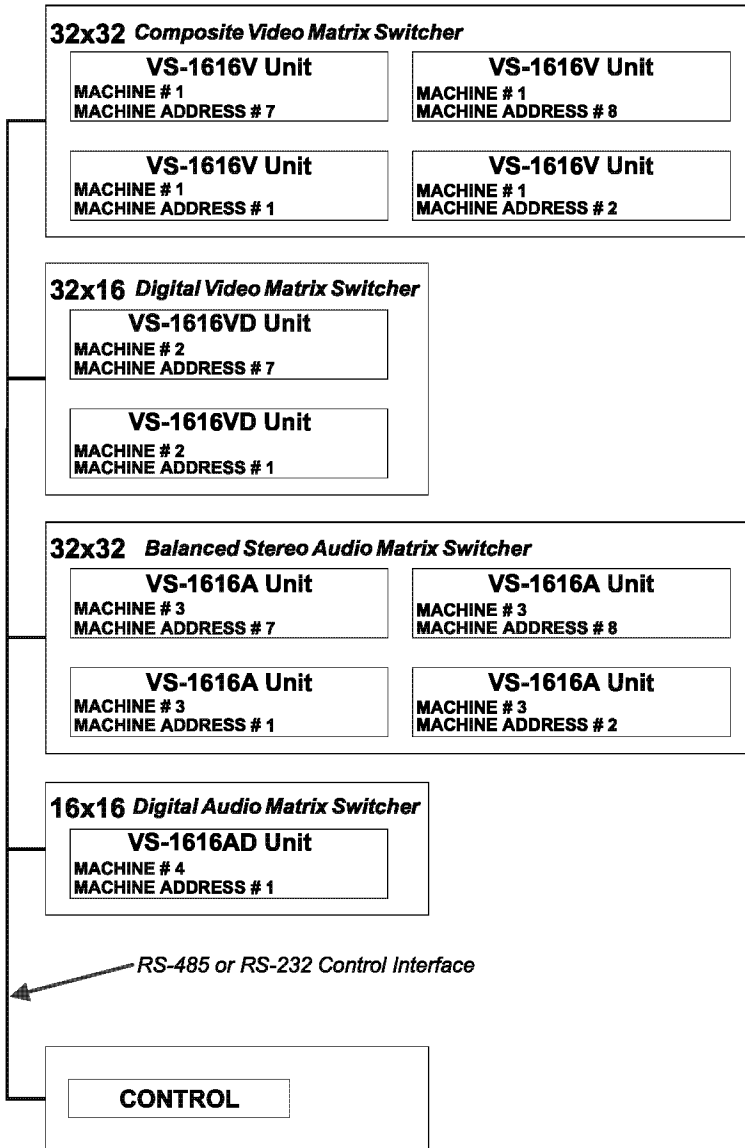 32x32 Composite Video Matrix Switcher
VS-1616V Unit
MACHINE # 1
MACHINE ADDRESS # 7
VS-1616V Unit
MACHINE # 1
MACHINE ADDRESS # 8
VS-1616V Unit
MACHINE # 1
MACHINE ADDRESS # 1
VS-1616V Unit
MACHINE # 1
MACHINE ADDRESS # 2
32x16 Digital Video Matrix Switcher
VS-1616VD Unit
MACHINE # 2
MACHINE ADDRESS # 7
VS-1616VD Unit
MACHINE # 2
MACHINE ADDRESS # 1
32x32 Balanced Stereo Audio Matrix Switcher
VS-1616A Unit
MACHINE # 3
MACHINE ADDRESS # 7
VS-1616A Unit
MACHINE # 3
MACHINE ADDRESS # 8
VS-1616A Unit
MACHINE # 3
MACHINE ADDRESS # 1
VS-1616A Unit
MACHINE # 3
MACHINE ADDRESS # 2
16x16 Digital Audio Matrix Switcher
VS-1616AD Unit
MACHINE # 4
MACHINE ADDRESS # 1
RS-485 or RS-232 Control Interface
CONTROL